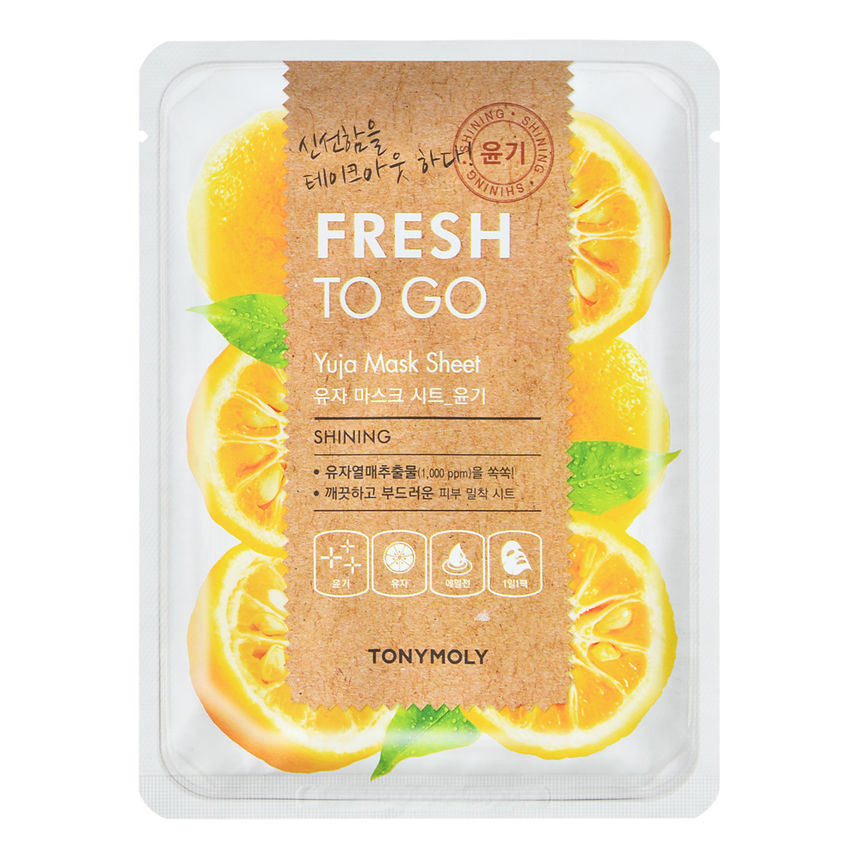 신선함을
테이크아웃 하다!
SHINING · SHINING · SHINING
윤기
FRESH
TO GO
Yuja Mask Sheet
유자 마스크 시트_윤기
SHINING
• 유자열매추출물(1,000 ppm)을 쏙쏙!
• 깨끗하고 부드러운 피부 밀착 시트
윤기 유자 에멀전 1일1팩
TONYMOLY